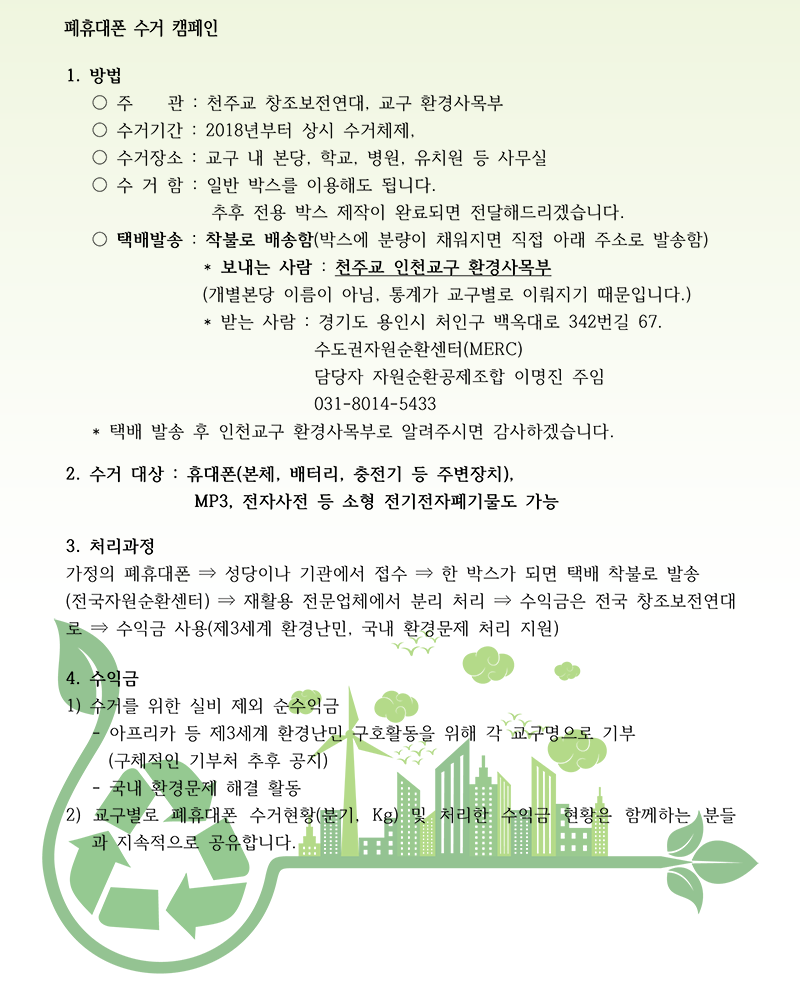 폐휴대폰 수거 캠페인
1. 방법
○ 주 관 : 천주교 창조보전연대, 교구 환경사목부
○ 수거기간 : 2018년부터 상시 수거체제,
○ 수거장소 : 교구 내 본당, 학교, 병원, 유치원 등 사무실
○ 수 거 함 : 일반 박스를 이용해도 됩니다.
추후 전용 박스 제작이 완료되면 전달해드리겠습니다.
○ 택배발송 : 착불로 배송함(박스에 분량이 채워지면 직접 아래 주소로 발송함)
* 보내는 사람 : 천주교 인천교구 환경사목부
(개별본당 이름이 아님, 통계가 교구별로 이뤄지기 때문입니다.)
* 받는 사람 : 경기도 용인시 처인구 백옥대로 342번길 67.
수도권자원순환센터(MERC)
담당자 자원순환공제조합 이명진 주임
031-8014-5433
* 택배 발송 후 인천교구 환경사목부로 알려주시면 감사하겠습니다.
2. 수거 대상 : 휴대폰(본체, 배터리, 충전기 등 주변장치),
MP3, 전자사전 등 소형 전기전자폐기물도 가능
3. 처리과정
가정의 폐휴대폰 ⇒ 성당이나 기관에서 접수 ⇒ 한 박스가 되면 택배 착불로 발송
(전국자원순환센터) ⇒ 재활용 전문업체에서 분리 처리 ⇒ 수익금은 전국 창조보전연대
로 ⇒ 수익금 사용(제3세계 환경난민, 국내 환경문제 처리 지원)
4. 수익금
1) 수거를 위한 실비 제외 순수익금
- 아프리카 등 제3세계 환경난민 구호활동을 위해 각 교구명으로 기부
(구체적인 기부처 추후 공지)
- 국내 환경문제 해결 활동
2) 교구별로 폐휴대폰 수거현황(분기, Kg) 및 처리한 수익금 현황은 함께하는 분들
과 지속적으로 공유합니다.